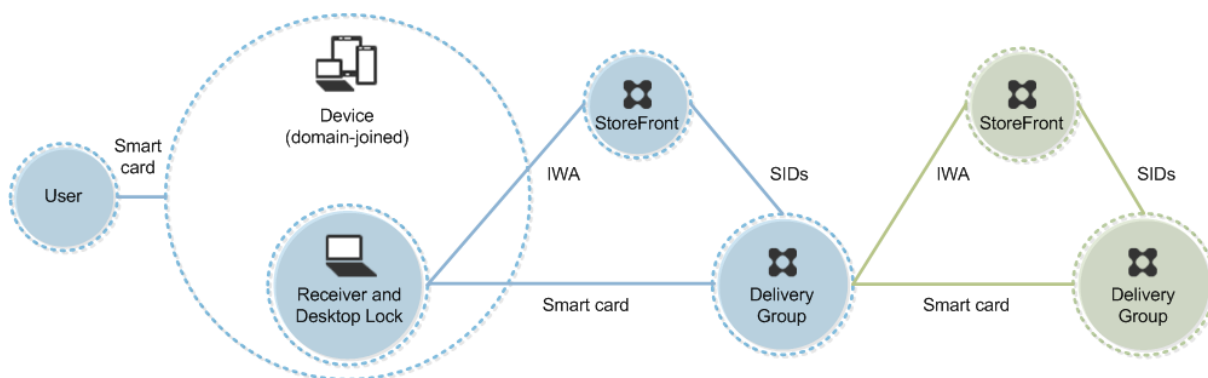 Device
(domain-joined)
Smart
card
User
Receiver and
Desktop Lock
StoreFront
IWA
SIDs
Smart card
Delivery
Group
StoreFront
IWA
SIDs
Smart card
Delivery
Group